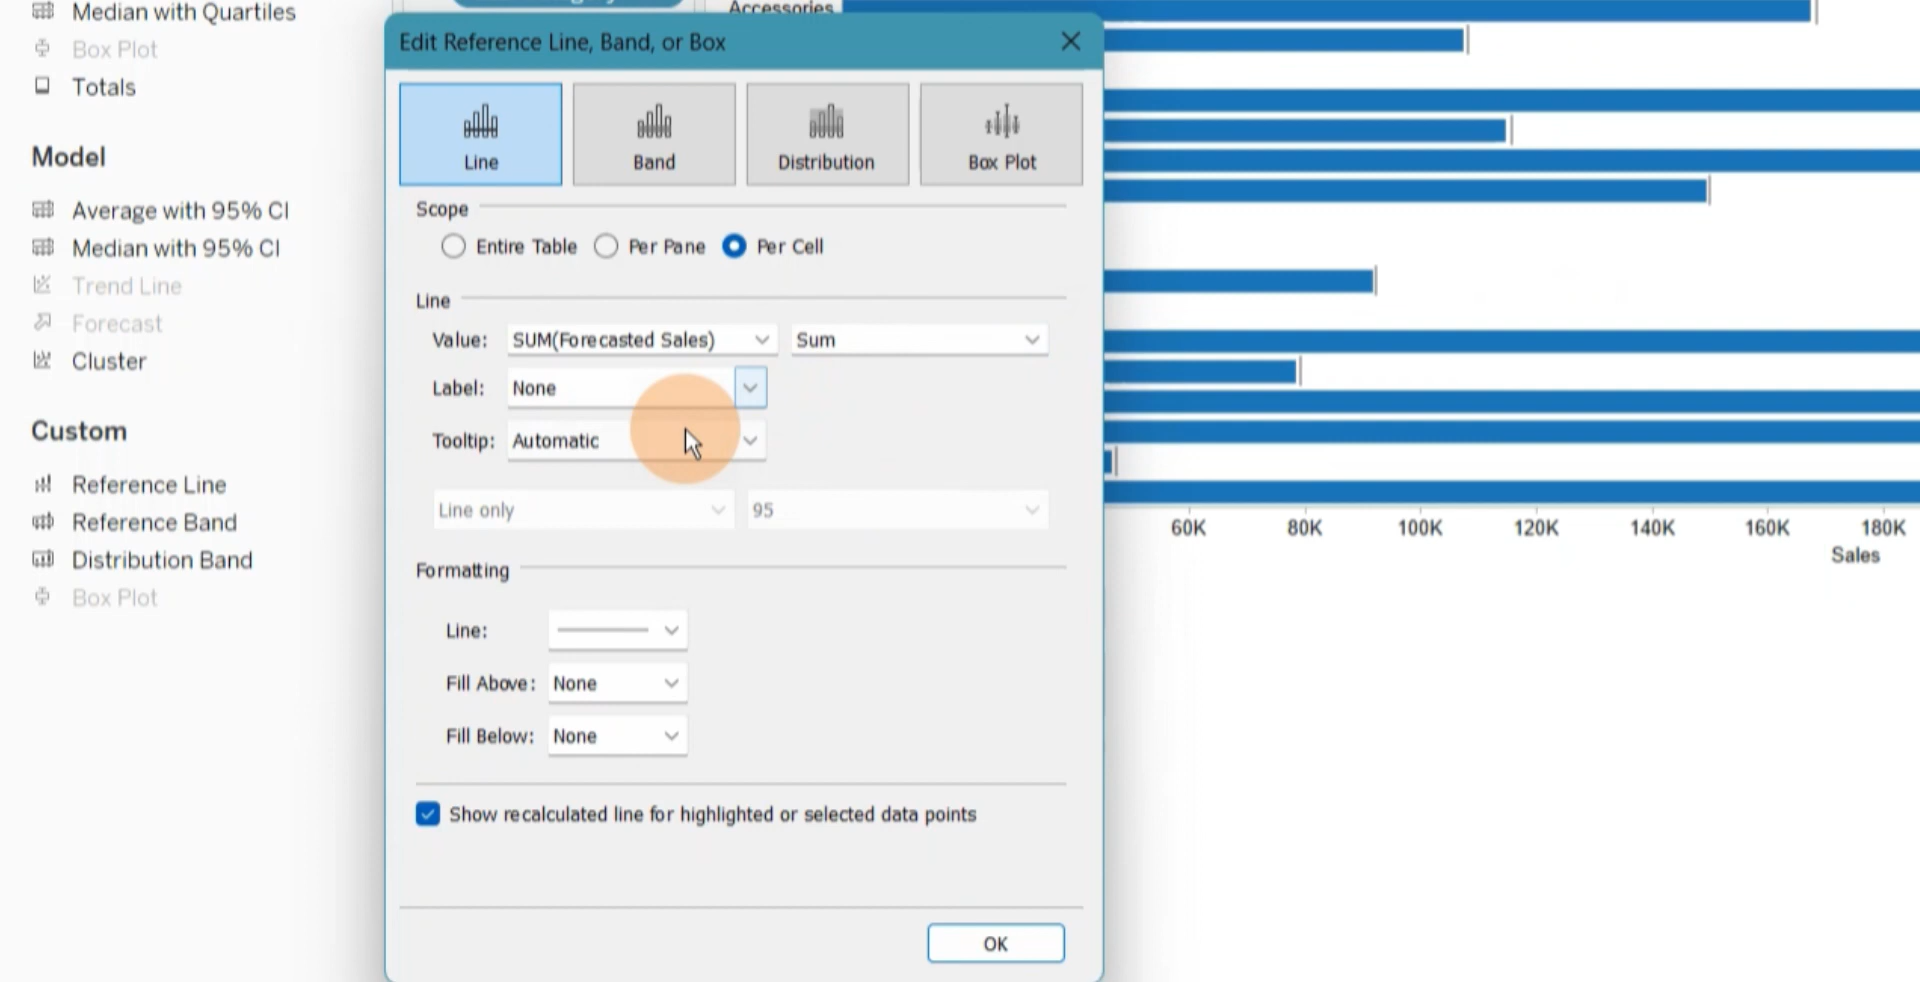 Median with Quartiles
Box Plot
Totals
Model
Average with 95% CI
Median with 95% CI
Trend Line
Forecast
Cluster
Custom
Reference Line
Reference Band
Distribution Band
Box Plot
Edit Reference Line, Band, or Box
Line
Band
Distribution
Box Plot
Scope
Entire Table
Per Pane
Per Cell
Line
Value: SUM(Forecasted Sales) Sum
Label: None
Tooltip: Automatic
Line only 95
Formatting
Line:
Fill Above: None
Fill Below: None
Show recalculated line for highlighted or selected data points
OK
Accessories
60K 80K 100K 120K 140K 160K 180K
Sales